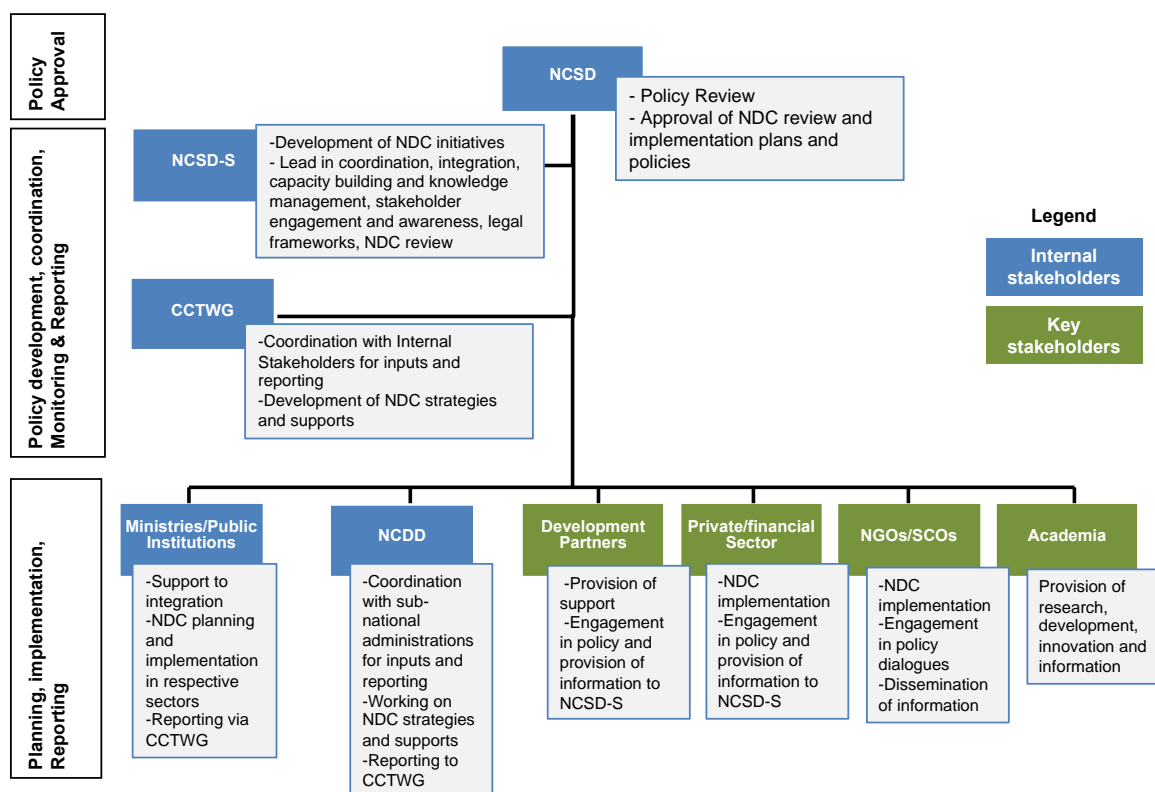 Policy
Approval
NCSD
- Policy Review
- Approval of NDC review and
implementation plans and
policies
Policy development, coordination,
Monitoring & Reporting
NCSD-S
-Development of NDC initiatives
- Lead in coordination, integration,
capacity building and knowledge
management, stakeholder
engagement and awareness, legal
frameworks, NDC review
CCTWG
-Coordination with Internal
Stakeholders for inputs and
reporting
-Development of NDC strategies
and supports
Legend
Internal
stakeholders
Key
stakeholders
Planning, implementation,
Reporting
Ministries/Public
Institutions
-Support to
integration
-NDC planning
and
implementation
in respective
sectors
-Reporting via
CCTWG
NCDD
-Coordination
with sub-
national
administrations
for inputs and
reporting
-Working on
NDC strategies
and supports
-Reporting to
CCTWG
Development
Partners
-Provision of
support
-Engagement
in policy and
provision of
information to
NCSD-S
Private/financial
Sector
-NDC
implementation
-Engagement
in policy and
provision of
information to
NCSD-S
NGOs/SCOs
-NDC
implementation
-Engagement
in policy
dialogues
-Dissemination
of information
Academia
Provision of
research,
development,
innovation and
information